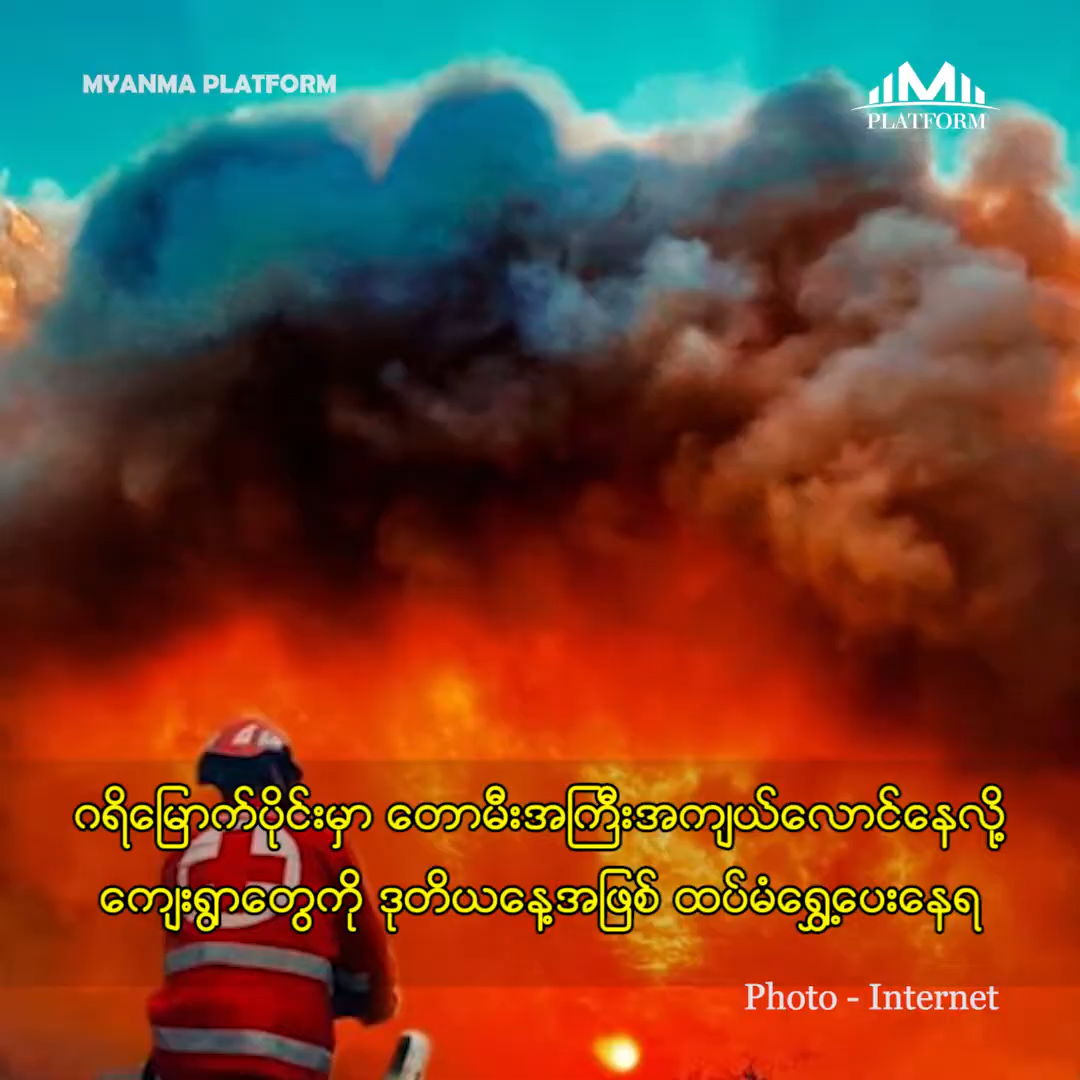 MYANMA PLATFORM
M
PLATFORM
ဂရိမြောက်ပိုင်းမှာ တောမီးအကြီးအကျယ်လောင်နေလို့
ကျေးရွာတွေကို ဒုတိယနေ့အဖြစ် ထပ်မံရွှေ့ပေးနေရ
Photo - Internet